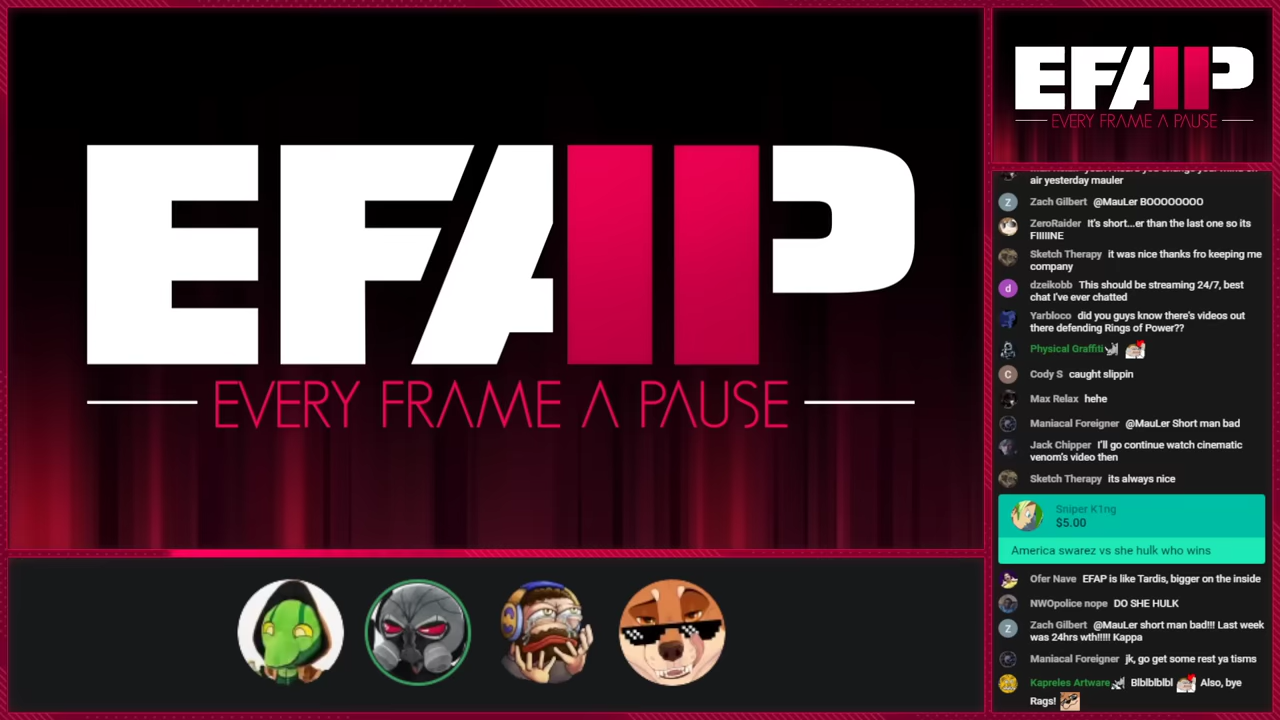 EFAP
EVERY FRAME A PAUSE
EFAP
EVERY FRAME A PAUSE
air yesterday mauler
Z Zach Gilbert @MauLer BOOOOOOOO
ZeroRaider It's short...er than the last one so its
FIIIIINE
Sketch Therapy it was nice thanks fro keeping me
company
d dzeikobb This should be streaming 24/7, best
chat I've ever chatted
Yarbloco did you guys know there's videos out
there defending Rings of Power??
Physical Graffiti
C Cody S caught slippin
Max Relax hehe
Maniacal Foreigner @MauLer Short man bad
Jack Chipper I'll go continue watch cinematic
venom's video then
Sketch Therapy its always nice
Sniper K1ng
$5.00
America swarez vs she hulk who wins
Ofer Nave EFAP is like Tardis, bigger on the inside
NWOpolice nope DO SHE HULK
Z Zach Gilbert @MauLer short man bad!!! Last week
was 24hrs wth!!!!! Kappa
Maniacal Foreigner jk, go get some rest ya tisms
Kapreles Artware Blblblblbl Also, bye
Rags!